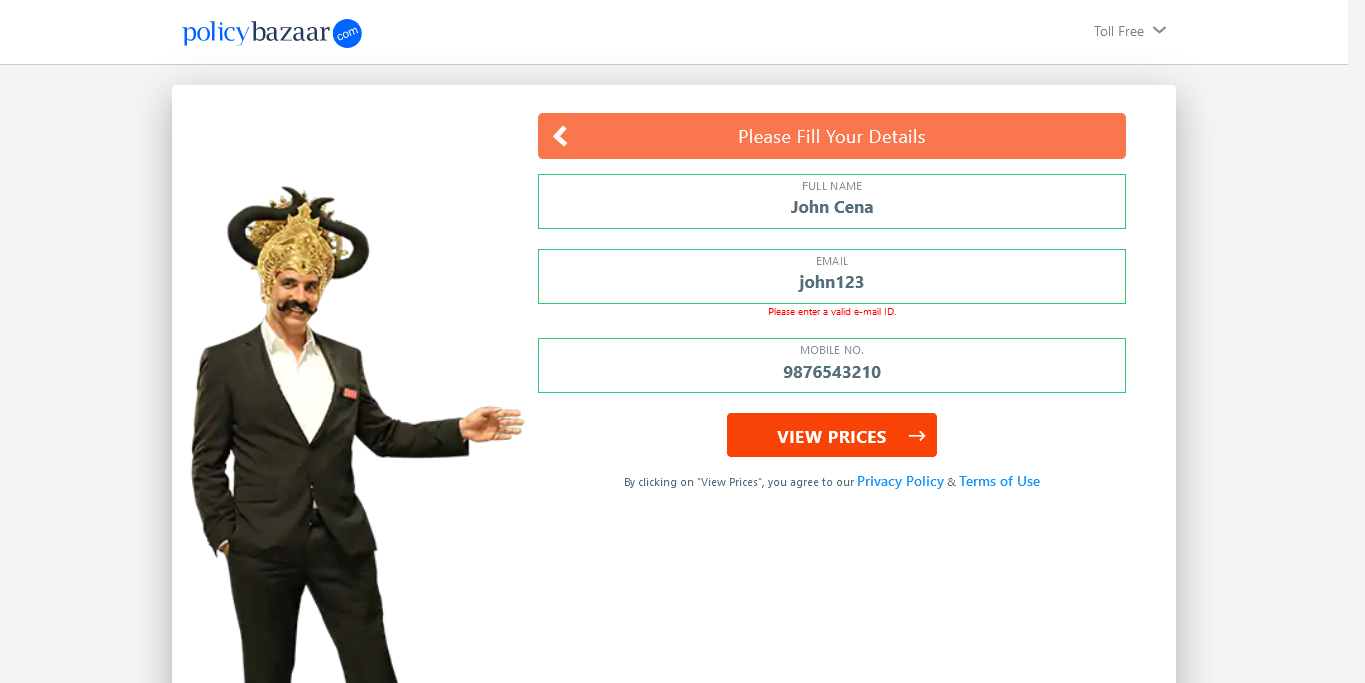 policybazaar com
Toll Free
Please Fill Your Details
FULL NAME
John Cena
EMAIL
john123
Please enter a valid e-mail ID.
MOBILE NO.
9876543210
VIEW PRICES
By clicking on "View Prices", you agree to our Privacy Policy & Terms of Use